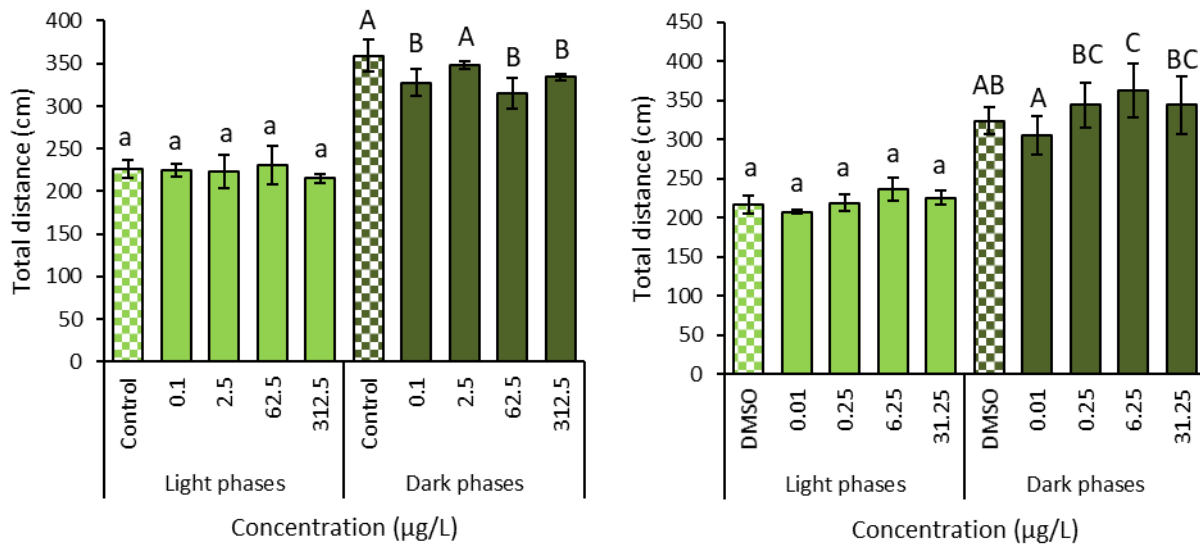 Total distance (cm)
400
350
300
250
200
150
100
50
0
a
a
a
a
a
A
B
A
B
B
Control
0.1
2.5
62.5
312.5
Control
0.1
2.5
62.5
312.5
Light phases
Dark phases
Concentration (µg/L)
Total distance (cm)
450
400
350
300
250
200
150
100
50
0
a
a
a
a
a
AB
A
BC
C
BC
DMSO
0.01
0.25
6.25
31.25
DMSO
0.01
0.25
6.25
31.25
Light phases
Dark phases
Concentration (µg/L)